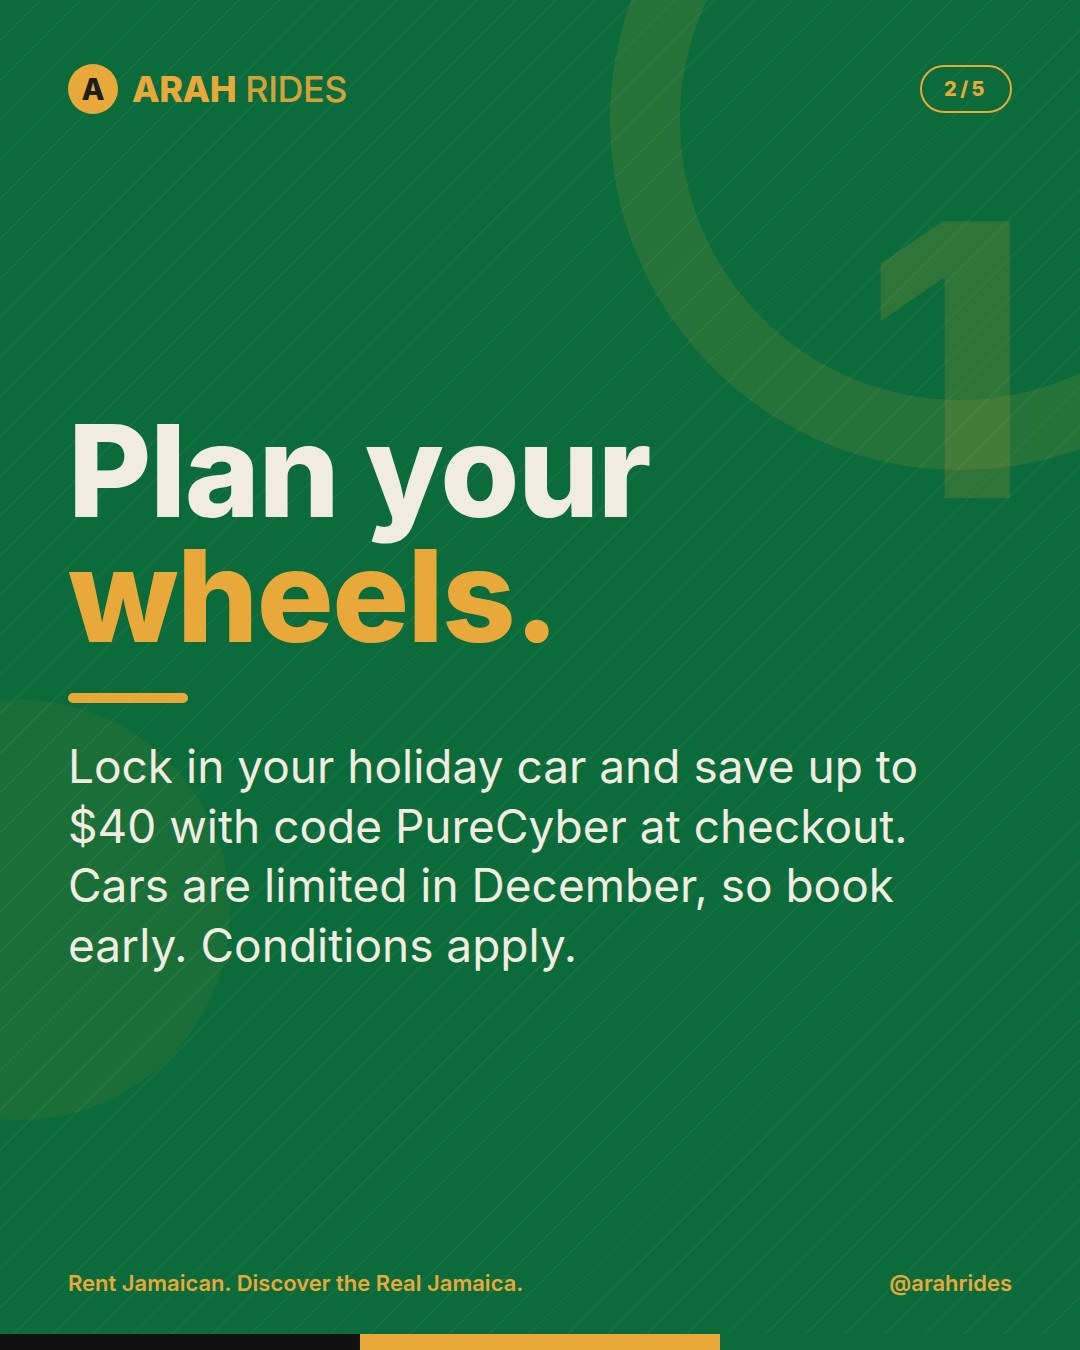 A ARAH RIDES
2/5
1
Plan your
wheels.
Lock in your holiday car and save up to
$40 with code PureCyber at checkout.
Cars are limited in December, so book
early. Conditions apply.
Rent Jamaican. Discover the Real Jamaica.
@arahrides